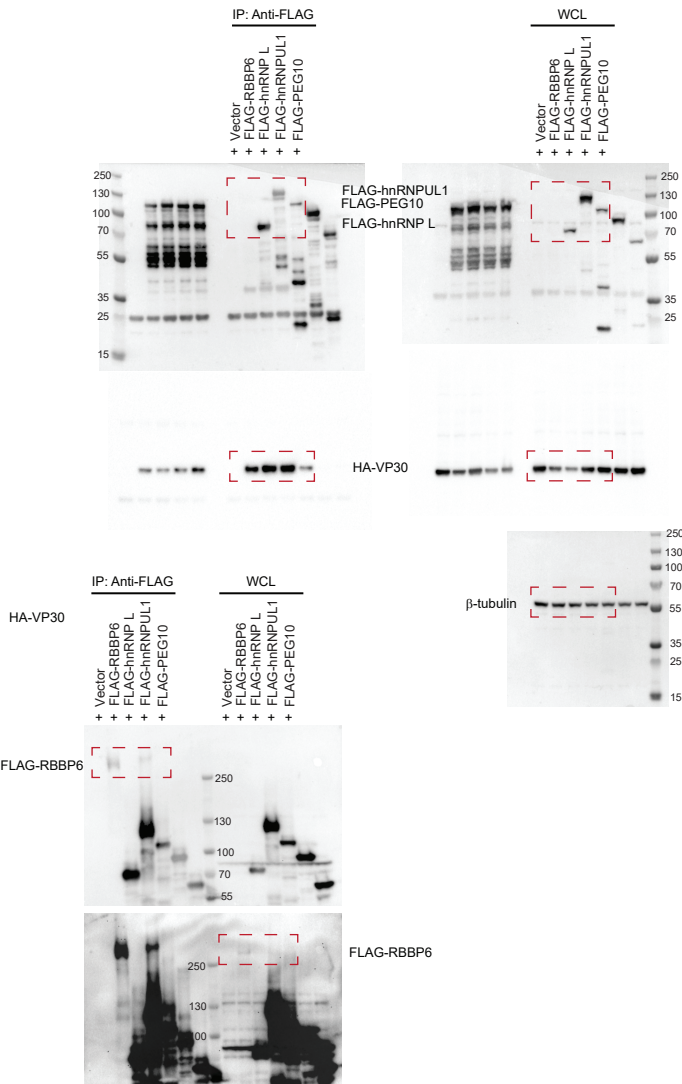 IP: Anti-FLAG
WCL
Vector
FLAG-RBBP6
FLAG-hnRNP L
FLAG-hnRNPUL1
FLAG-PEG10
+ + + + +
Vector
FLAG-RBBP6
FLAG-hnRNP L
FLAG-hnRNPUL1
FLAG-PEG10
+ + + + +
250
130
100
70
55
35
25
15
FLAG-hnRNPUL1
FLAG-PEG10
FLAG-hnRNP L
250
130
100
70
55
35
25
HA-VP30
β-tubulin
250
130
100
70
55
35
25
15
IP: Anti-FLAG
WCL
HA-VP30
Vector
FLAG-RBBP6
FLAG-hnRNP L
FLAG-hnRNPUL1
FLAG-PEG10
+ + + + +
Vector
FLAG-RBBP6
FLAG-hnRNP L
FLAG-hnRNPUL1
FLAG-PEG10
+ + + + +
FLAG-RBBP6
250
130
100
70
55
FLAG-RBBP6
250
130
100